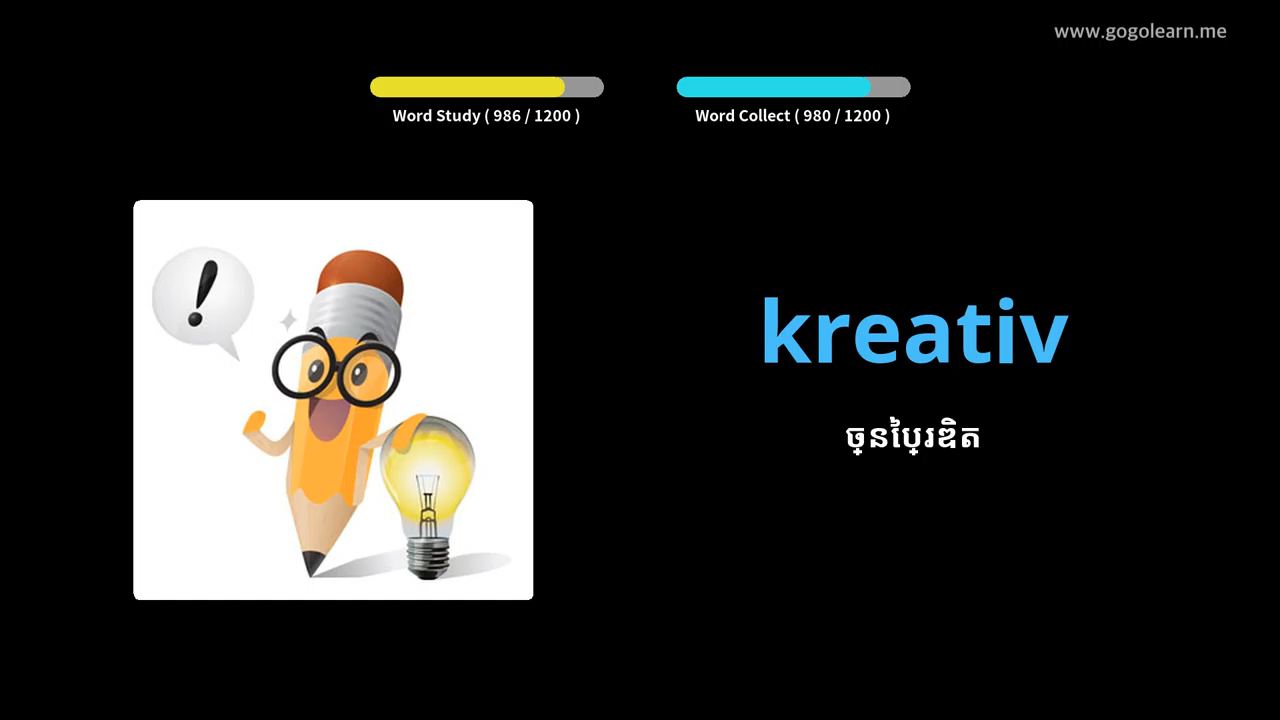 www.gogolearn.me
Word Study ( 986 / 1200 )
Word Collect ( 980 / 1200 )
!
kreativ
ច្នៃប្រឌិត